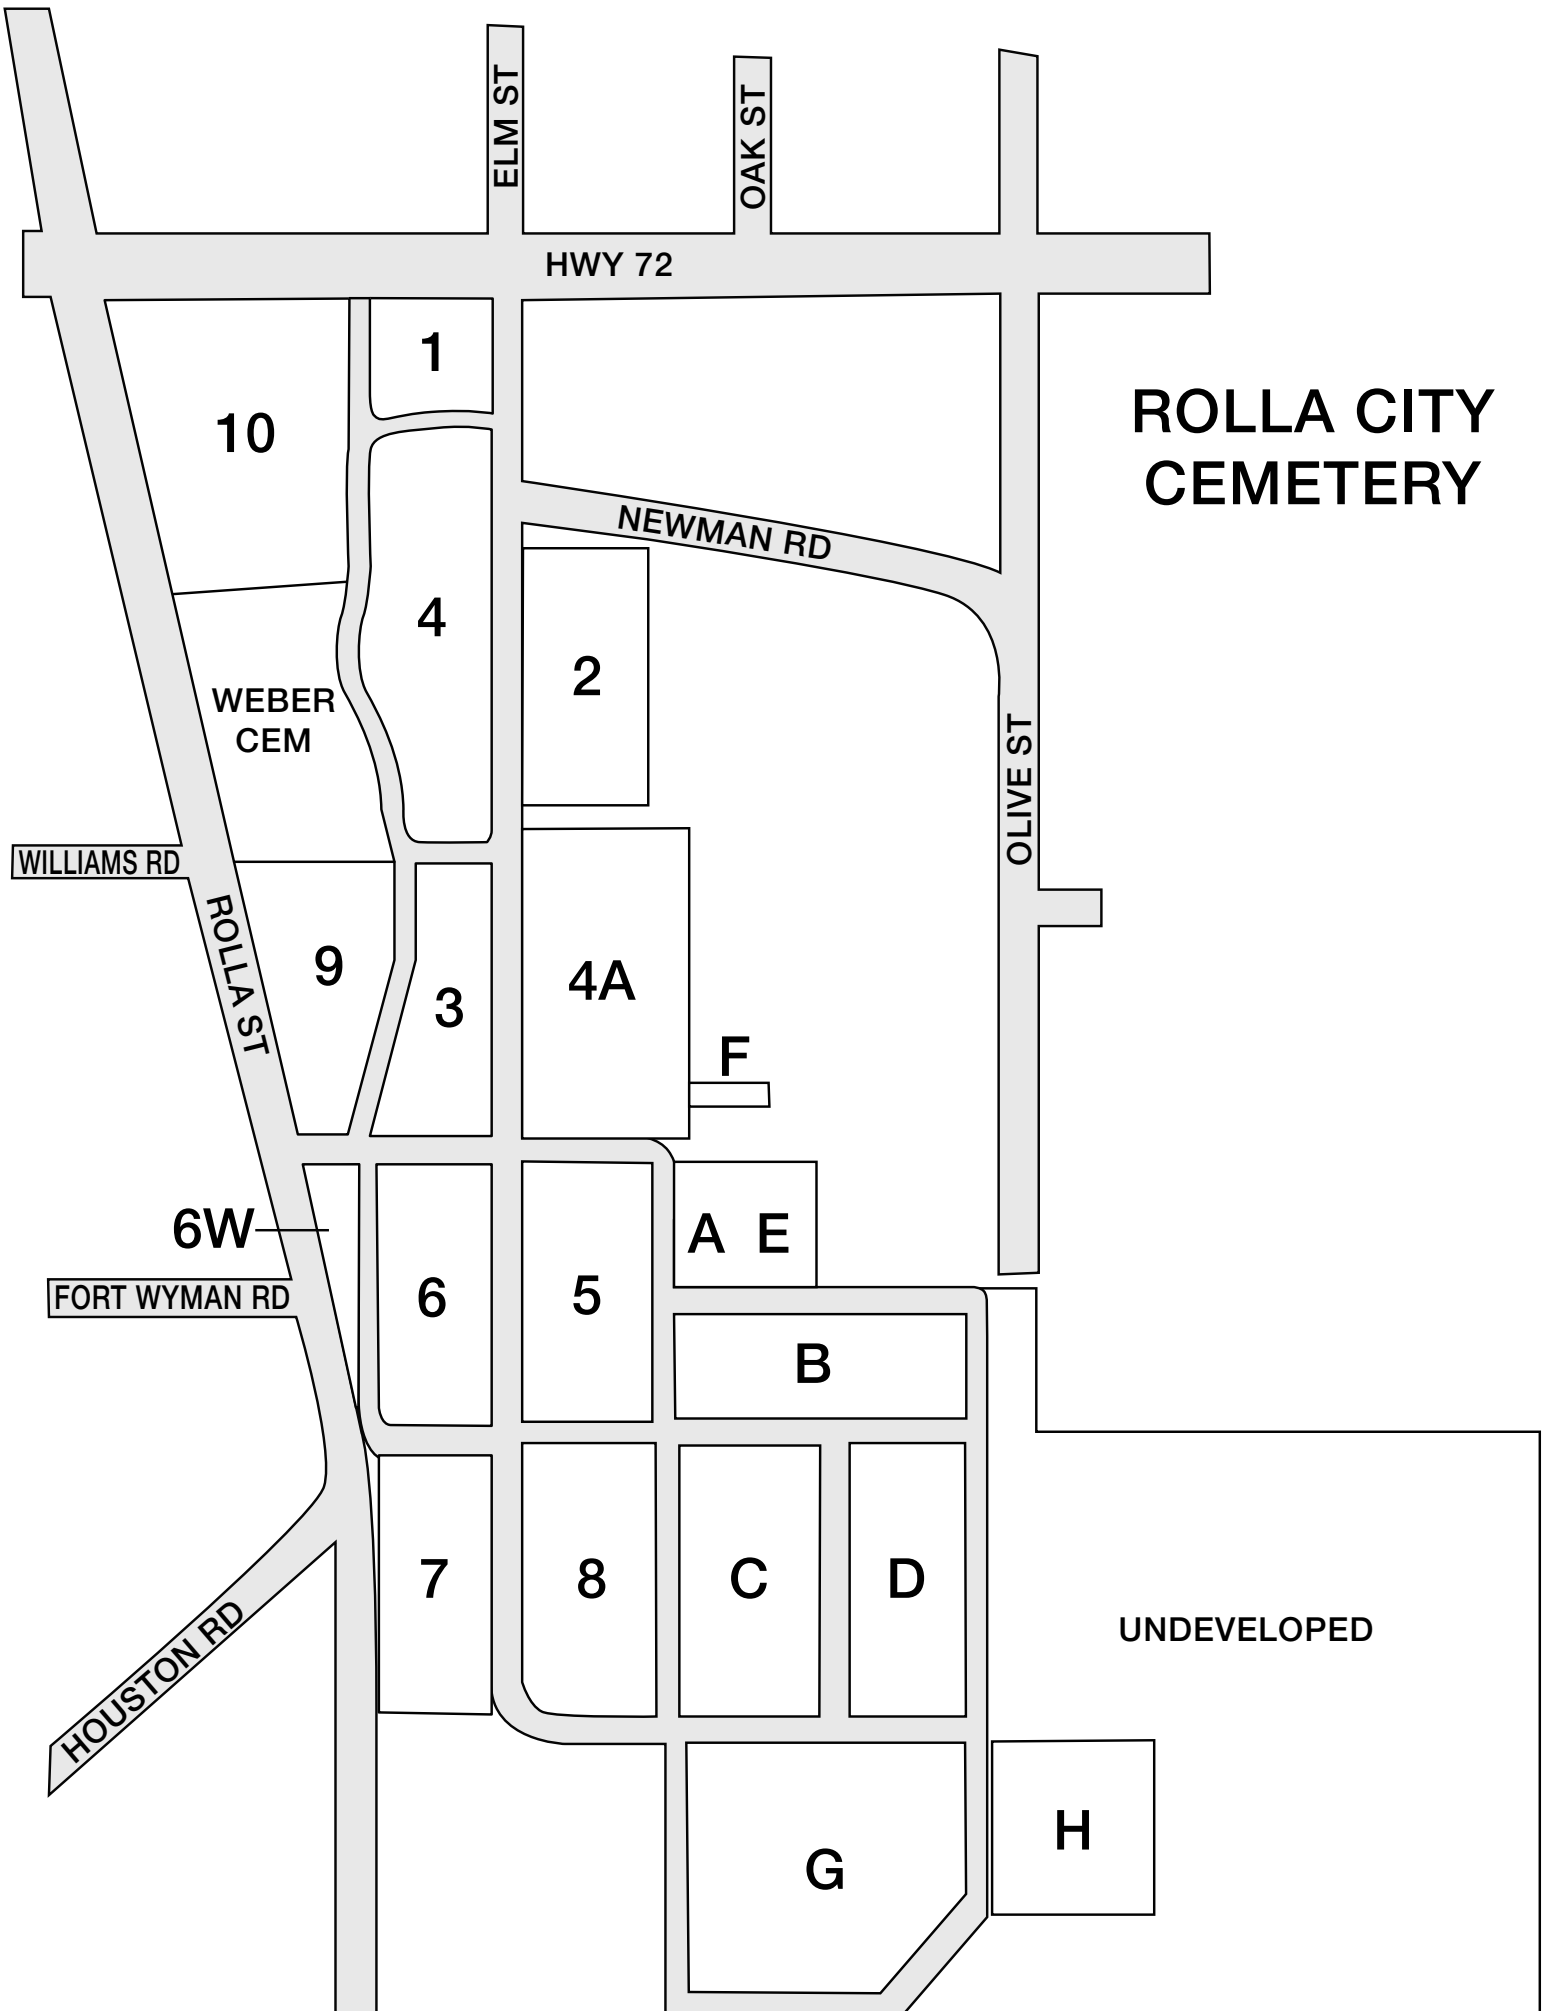 ELM ST
OAK ST
HWY 72
1
ROLLA CITY
CEMETERY
10
NEWMAN RD
4
2
WEBER
CEM
OLIVE ST
WILLIAMS RD
ROLLA ST
9
3
4A
F
6W
A E
FORT WYMAN RD
6
5
B
7
8
C
D
UNDEVELOPED
HOUSTON RD
G
H